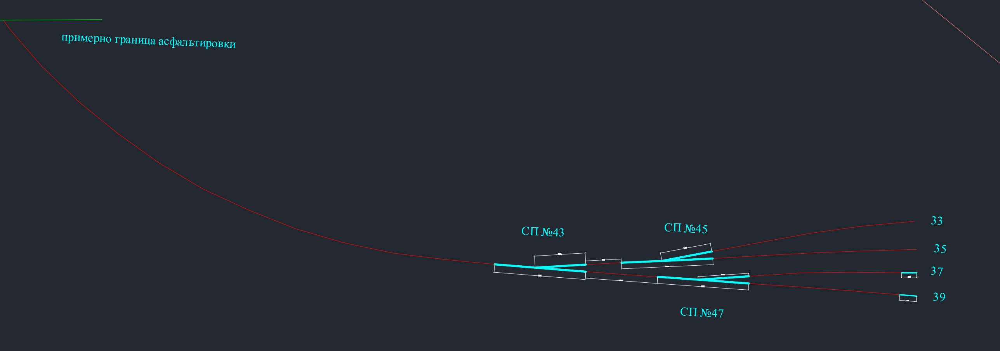 примерно граница асфальтировки
СП №43
СП №45
33
35
37
39
СП №47